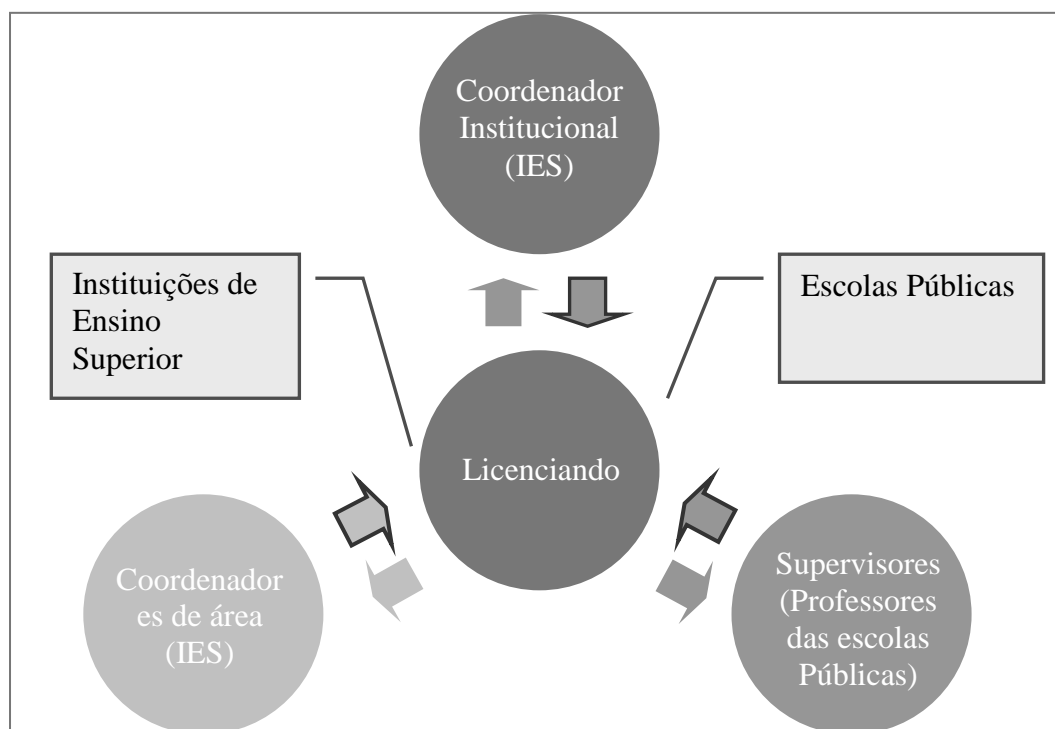 Coordenador
Institucional
(IES)
Instituições de
Ensino
Superior
Escolas Públicas
Licenciando
Coordenador
es de área
(IES)
Supervisores
(Professores
das escolas
Públicas)